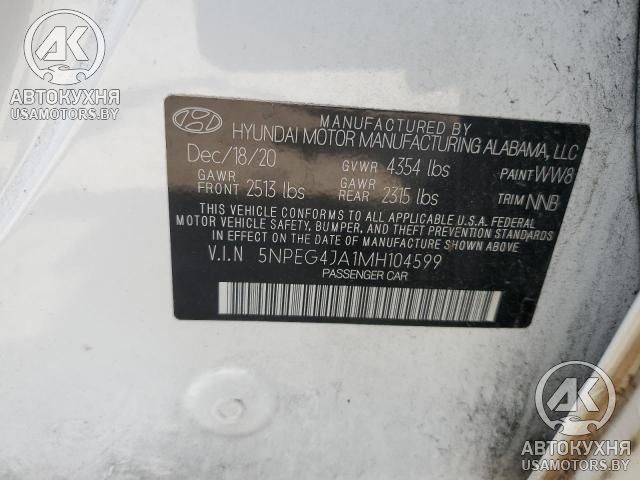 AK
АВТОКУХНЯ
USAMOTORS.BY
MANUFACTURED BY
HYUNDAI MOTOR MANUFACTURING ALABAMA, LLC
Dec/18/20 GVWR 4354 lbs PAINT WW8
GAWR FRONT 2513 lbs GAWR REAR 2315 lbs TRIM NNB
THIS VEHICLE CONFORMS TO ALL APPLICABLE U.S.A. FEDERAL
MOTOR VEHICLE SAFETY, BUMPER, AND THEFT PREVENTION STANDARDS
IN EFFECT ON THE DATE OF MANUFACTURE SHOWN ABOVE.
V.I.N 5NPEG4JA1MH104599
PASSENGER CAR
AK
АВТОКУХНЯ
USAMOTORS.BY